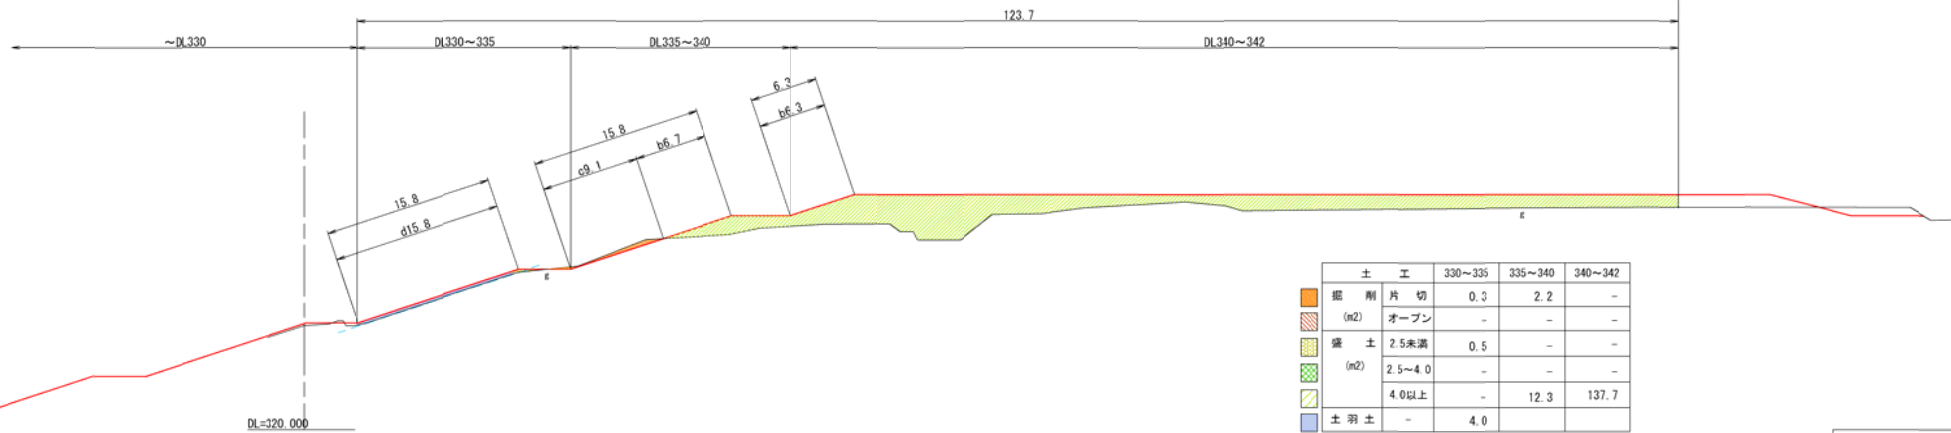 123.7
～DL330
DL330～335
DL335～340
DL340～342
6.3
b6.3
15.8
b6.7
c9.1
15.8
d15.8
g
g
DL=320.000
土 工 330～335 335～340 340～342
掘 削 (m2) 片 切 0.3 2.2 -
オープン - - -
盛 土 (m2) 2.5未満 0.5 - -
2.5～4.0 - - -
4.0以上 - 12.3 137.7
土 羽 土 - 4.0